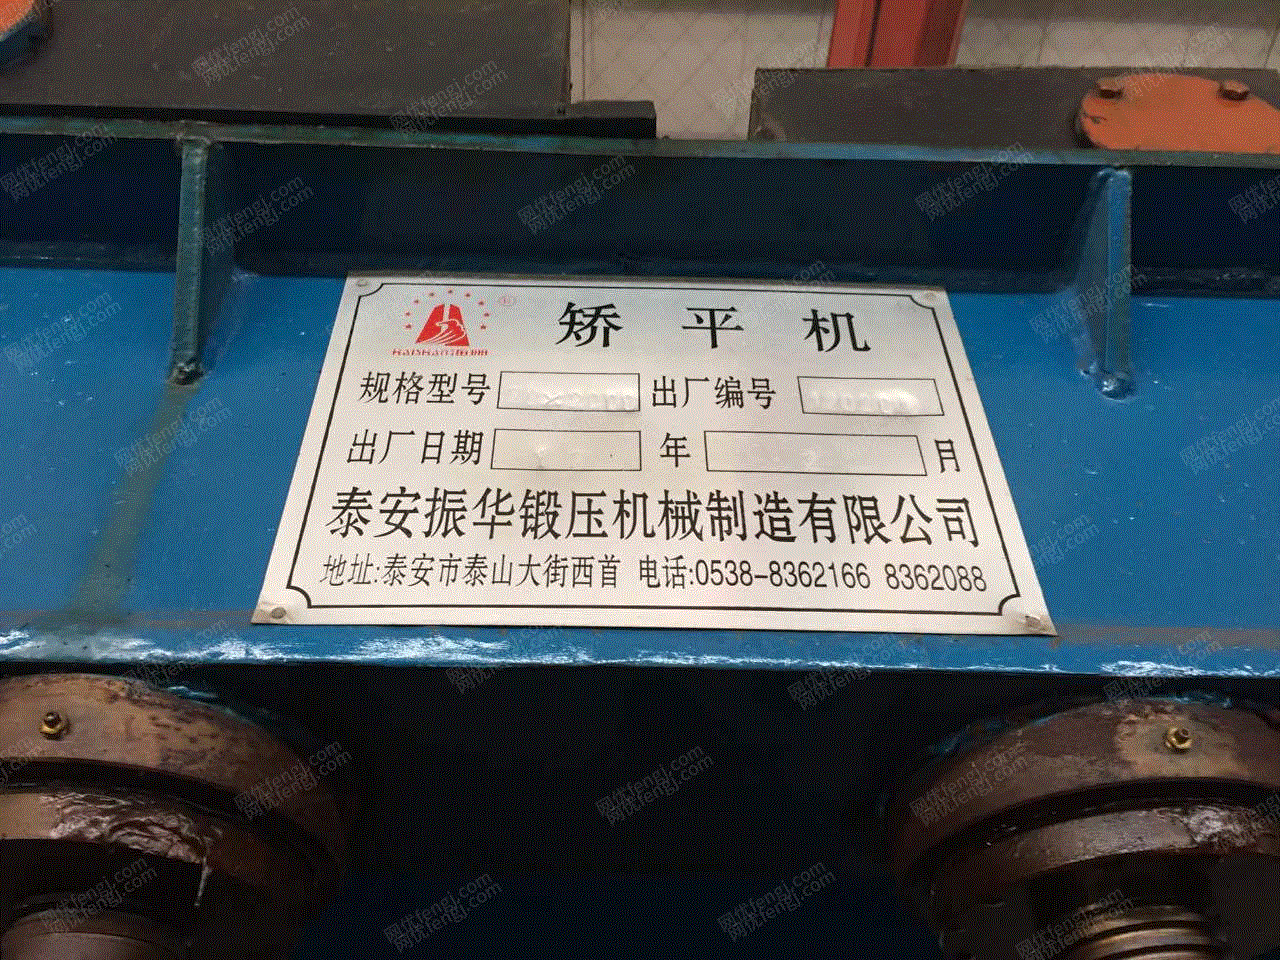 矫平机
规格型号 出厂编号
出厂日期 年 月
泰安振华锻压机械制造有限公司
地址:泰安市泰山大街西首 电话:0538-8362166 8362088